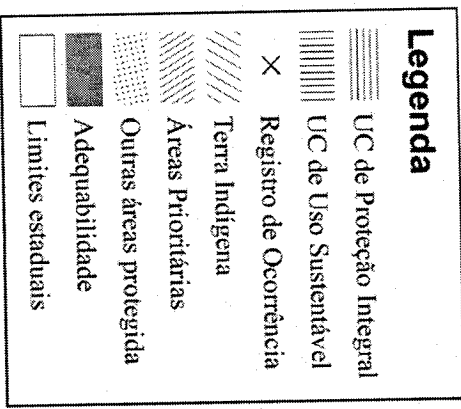 Legenda
UC de Proteção Integral
UC de Uso Sustentável
Registro de Ocorrência
Terra Indígena
Áreas Prioritárias
Outras áreas protegida
Adequabilidade
Limites estaduais